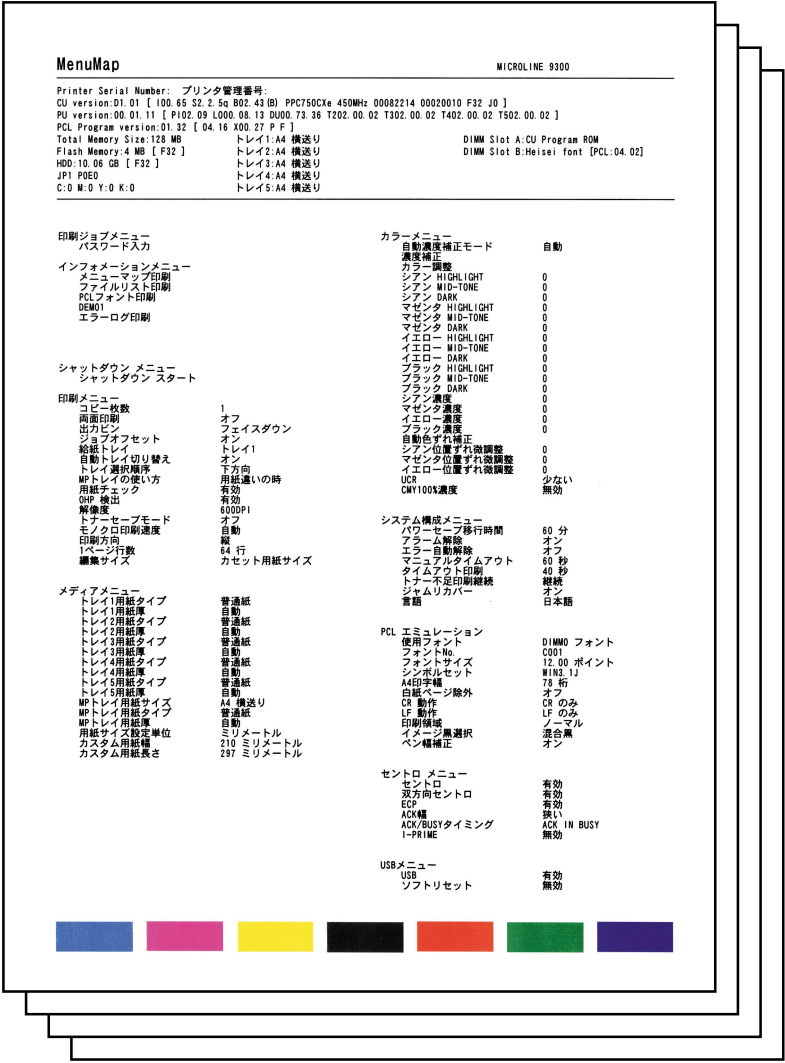 MenuMap
MICROLINE 9300
Printer Serial Number: プリンタ管理番号:
CU version:D1.01 [ I00.65 S2.2.5q B02.43(B) PPC750CXe 450MHz 00082214 00020010 F32 J0 ]
PU version:00.01.11 [ PI02.09 L000.08.13 DU00.73.36 T202.00.02 T302.00.02 T402.00.02 T502.00.02 ]
PCL Program version:01.32 [ 04.16 X00.27 P F ]
Total Memory Size:128 MB トレイ1:A4 横送り DIMM Slot A:CU Program ROM
Flash Memory:4 MB [ F32 ] トレイ2:A4 横送り DIMM Slot B:Heisei font [PCL:04.02]
HDD:10.06 GB [ F32 ] トレイ3:A4 横送り
JP1 POE0 トレイ4:A4 横送り
C:0 M:0 Y:0 K:0 トレイ5:A4 横送り
印刷ジョブメニュー
パスワード入力
インフォメーションメニュー
メニューマップ印刷
ファイルリスト印刷
PCLフォント印刷
DEMO1
エラーログ印刷
シャットダウン メニュー
シャットダウン スタート
印刷メニュー
コピー枚数 1
両面印刷 オフ
出力ビン フェイスダウン
ジョブオフセット オン
給紙トレイ トレイ1
自動トレイ切り替え オン
トレイ選択順序 下方向
MPトレイの使い方 用紙違いの時
用紙チェック 有効
OHP 検出 有効
解像度 600DPI
トナーセーブモード オフ
モノクロ印刷速度 自動
印刷方向 縦
1ページ行数 64 行
編集サイズ カセット用紙サイズ
メディアメニュー
トレイ1用紙タイプ 普通紙
トレイ1用紙厚 自動
トレイ2用紙タイプ 普通紙
トレイ2用紙厚 自動
トレイ3用紙タイプ 普通紙
トレイ3用紙厚 自動
トレイ4用紙タイプ 普通紙
トレイ4用紙厚 自動
トレイ5用紙タイプ 普通紙
トレイ5用紙厚 自動
MPトレイ用紙サイズ A4 横送り
MPトレイ用紙タイプ 普通紙
MPトレイ用紙厚 自動
用紙サイズ設定単位 ミリメートル
カスタム用紙幅 210 ミリメートル
カスタム用紙長さ 297 ミリメートル
カラーメニュー
自動濃度補正モード 自動
濃度補正
カラー調整
シアン HIGHLIGHT 0
シアン MID-TONE 0
シアン DARK 0
マゼンタ HIGHLIGHT 0
マゼンタ MID-TONE 0
マゼンタ DARK 0
イエロー HIGHLIGHT 0
イエロー MID-TONE 0
イエロー DARK 0
ブラック HIGHLIGHT 0
ブラック MID-TONE 0
ブラック DARK 0
シアン濃度 0
マゼンタ濃度 0
イエロー濃度 0
ブラック濃度 0
自動色ずれ補正
シアン位置ずれ微調整 0
マゼンタ位置ずれ微調整 0
イエロー位置ずれ微調整 0
UCR 少ない
CMY100%濃度 無効
システム構成メニュー
パワーセーブ移行時間 60 分
アラーム解除 オン
エラー自動解除 オフ
マニュアルタイムアウト 60 秒
タイムアウト印刷 40 秒
トナー不足印刷継続 継続
ジャムリカバー オン
言語 日本語
PCL エミュレーション
使用フォント DIMM0 フォント
フォントNo. C001
フォントサイズ 12.00 ポイント
シンボルセット WIN3.1J
A4印字幅 78 桁
白紙ページ除外 オフ
CR 動作 CR のみ
LF 動作 LF のみ
印刷領域 ノーマル
イメージ黒選択 混合黒
ペン幅補正 オン
セントロ メニュー
セントロ 有効
双方向セントロ 有効
ECP 有効
ACK幅 狭い
ACK/BUSYタイミング ACK IN BUSY
I-PRIME 無効
USBメニュー
USB 有効
ソフトリセット 無効